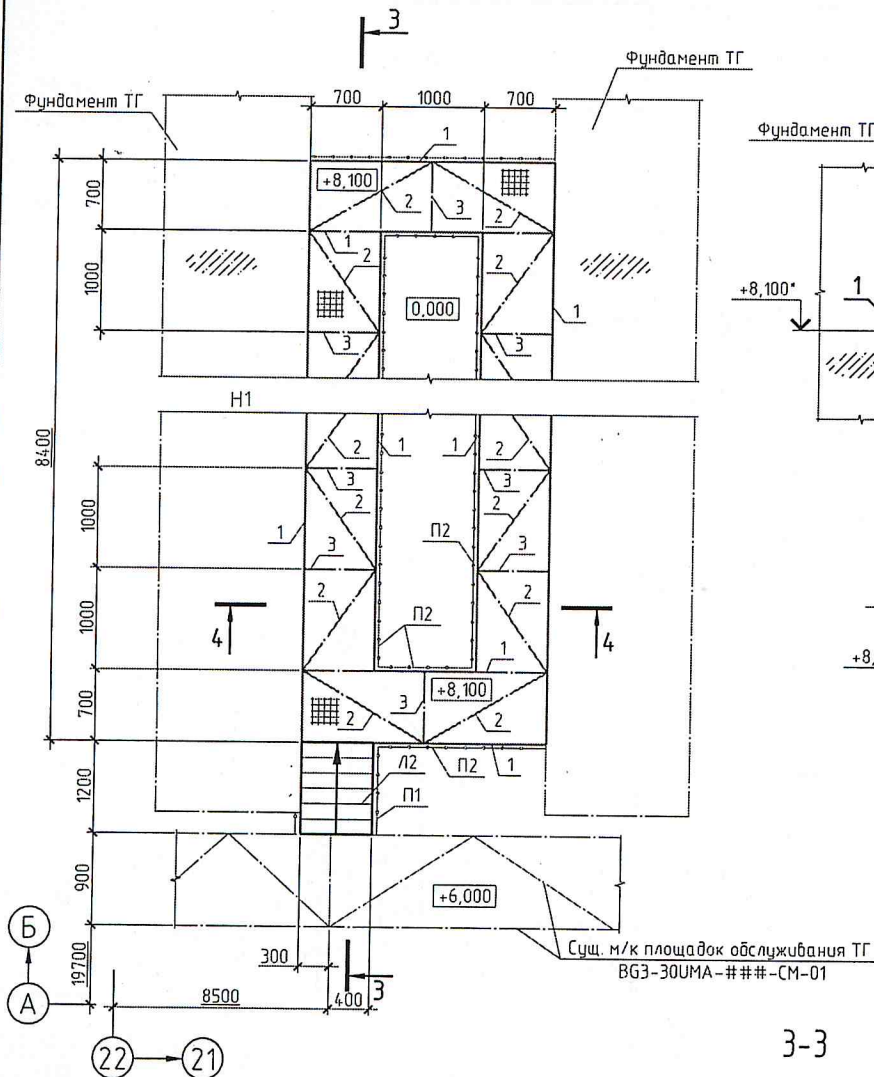 3
Фундамент ТГ
Фундамент ТГ
Фундамент ТГ
700 1000 700
1
+8,100
2 3 2
700
1 2 2
1000
0,000
+8,100*
1
1
3 3
Н1
8400
2 1 1 2
3 3
2 2
1000
1
П2
3 3
2 2
1000
4 4
П2
1
+8,
3 +8,100
2 2
700
Л2 П2 1
П1
1200
900
+6,000
Б
19700
300
Сущ. м/к площадок обслуживания ТГ
BG3-30UMA-###-CM-01
3
А
8500 400
22 21
3-3